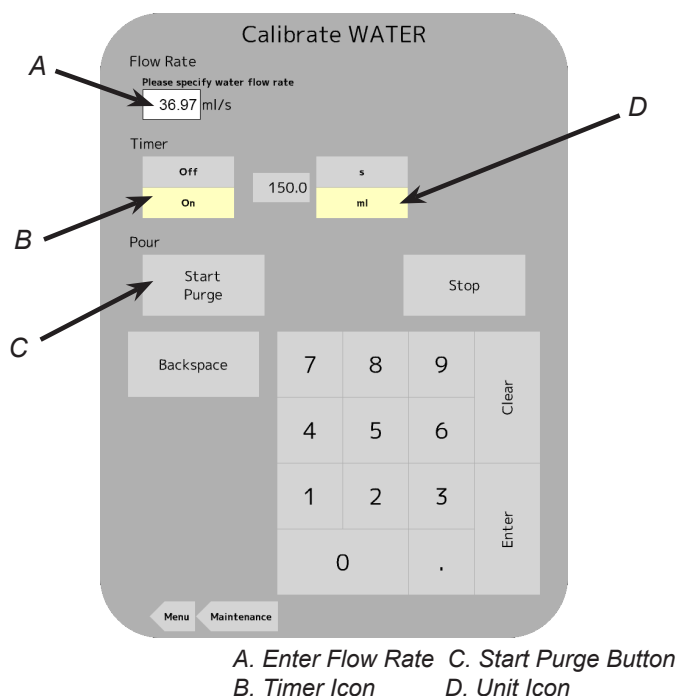 Calibrate WATER
Flow Rate
A
Please specify water flow rate
36.97 ml/s
D
Timer
Off
s
150.0
On
ml
B
Pour
Start
Purge
Stop
C
Backspace
7 8 9
Clear
4 5 6
1 2 3
Enter
0 .
Menu Maintenance
A. Enter Flow Rate C. Start Purge Button
B. Timer Icon D. Unit Icon